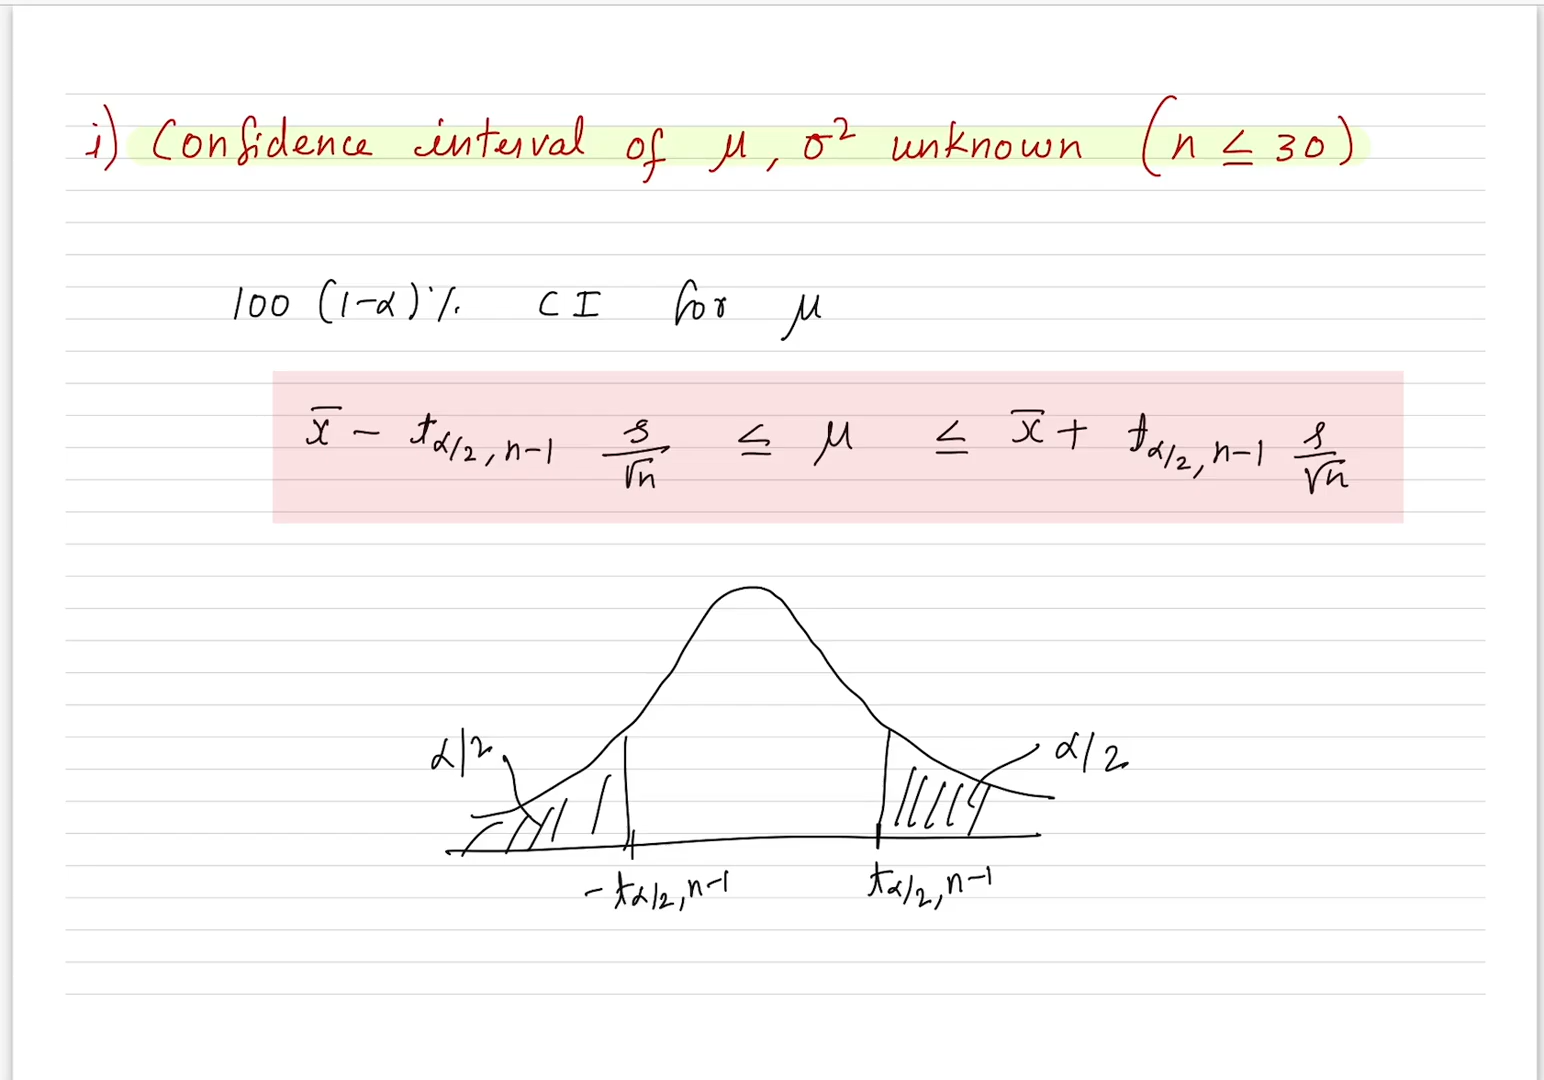 i) Confidence interval of μ, σ² unknown (n ≤ 30)
100 (1-α)% CI for μ
x̄ - t_{α/2, n-1} s/√n ≤ μ ≤ x̄ + t_{α/2, n-1} s/√n
α/2 α/2
-t_{α/2, n-1} t_{α/2, n-1}